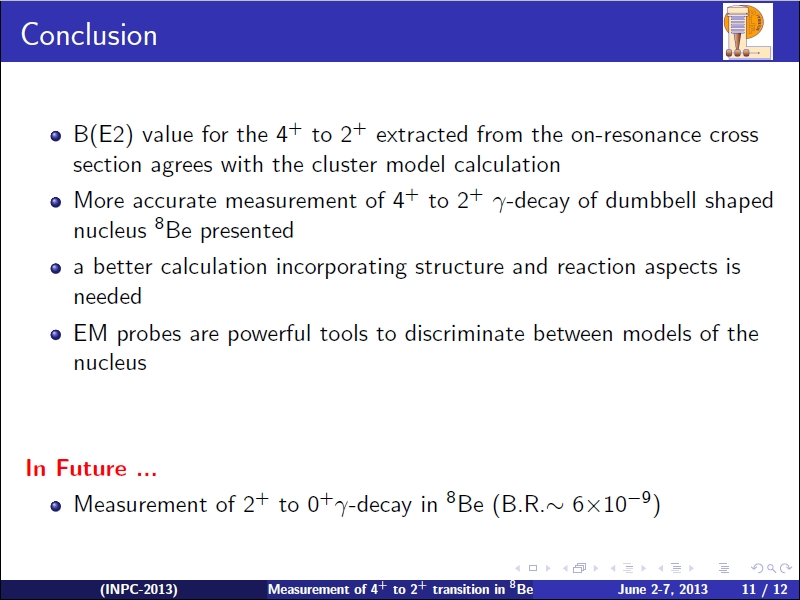 Conclusion
• B(E2) value for the 4⁺ to 2⁺ extracted from the on-resonance cross
section agrees with the cluster model calculation
• More accurate measurement of 4⁺ to 2⁺ γ-decay of dumbbell shaped
nucleus ⁸Be presented
• a better calculation incorporating structure and reaction aspects is
needed
• EM probes are powerful tools to discriminate between models of the
nucleus
In Future ...
• Measurement of 2⁺ to 0⁺γ-decay in ⁸Be (B.R.∼ 6×10⁻⁹)
(INPC-2013) Measurement of 4⁺ to 2⁺ transition in ⁸Be June 2-7, 2013 11 / 12